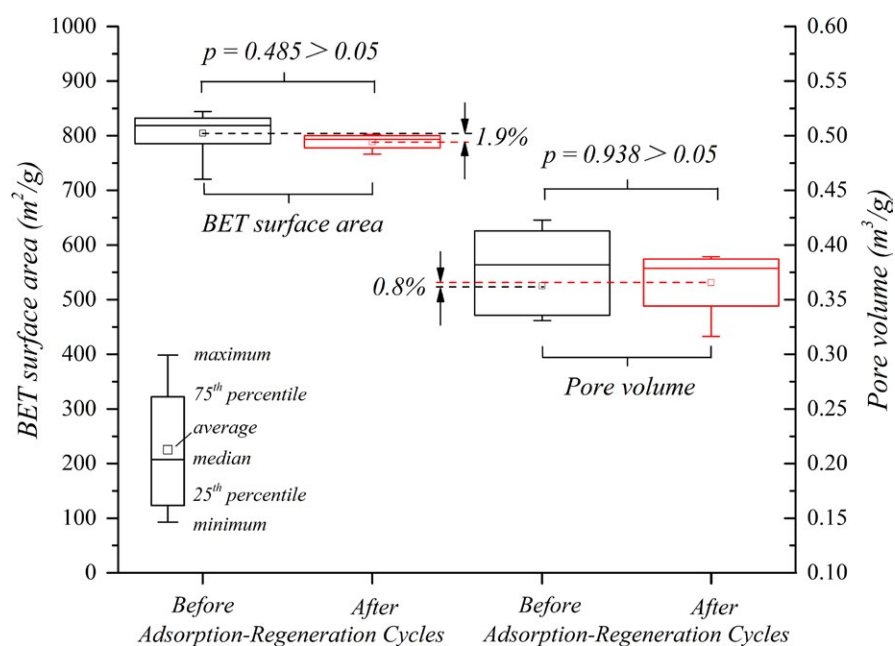 1000
900
800
700
600
500
400
300
200
100
0
BET surface area (m²/g)
0.60
0.55
0.50
0.45
0.40
0.35
0.30
0.25
0.20
0.15
0.10
Pore volume (m³/g)
p = 0.485 > 0.05
1.9%
BET surface area
p = 0.938 > 0.05
0.8%
Pore volume
maximum
75th percentile
average
median
25th percentile
minimum
Before After Before After
Adsorption-Regeneration Cycles Adsorption-Regeneration Cycles